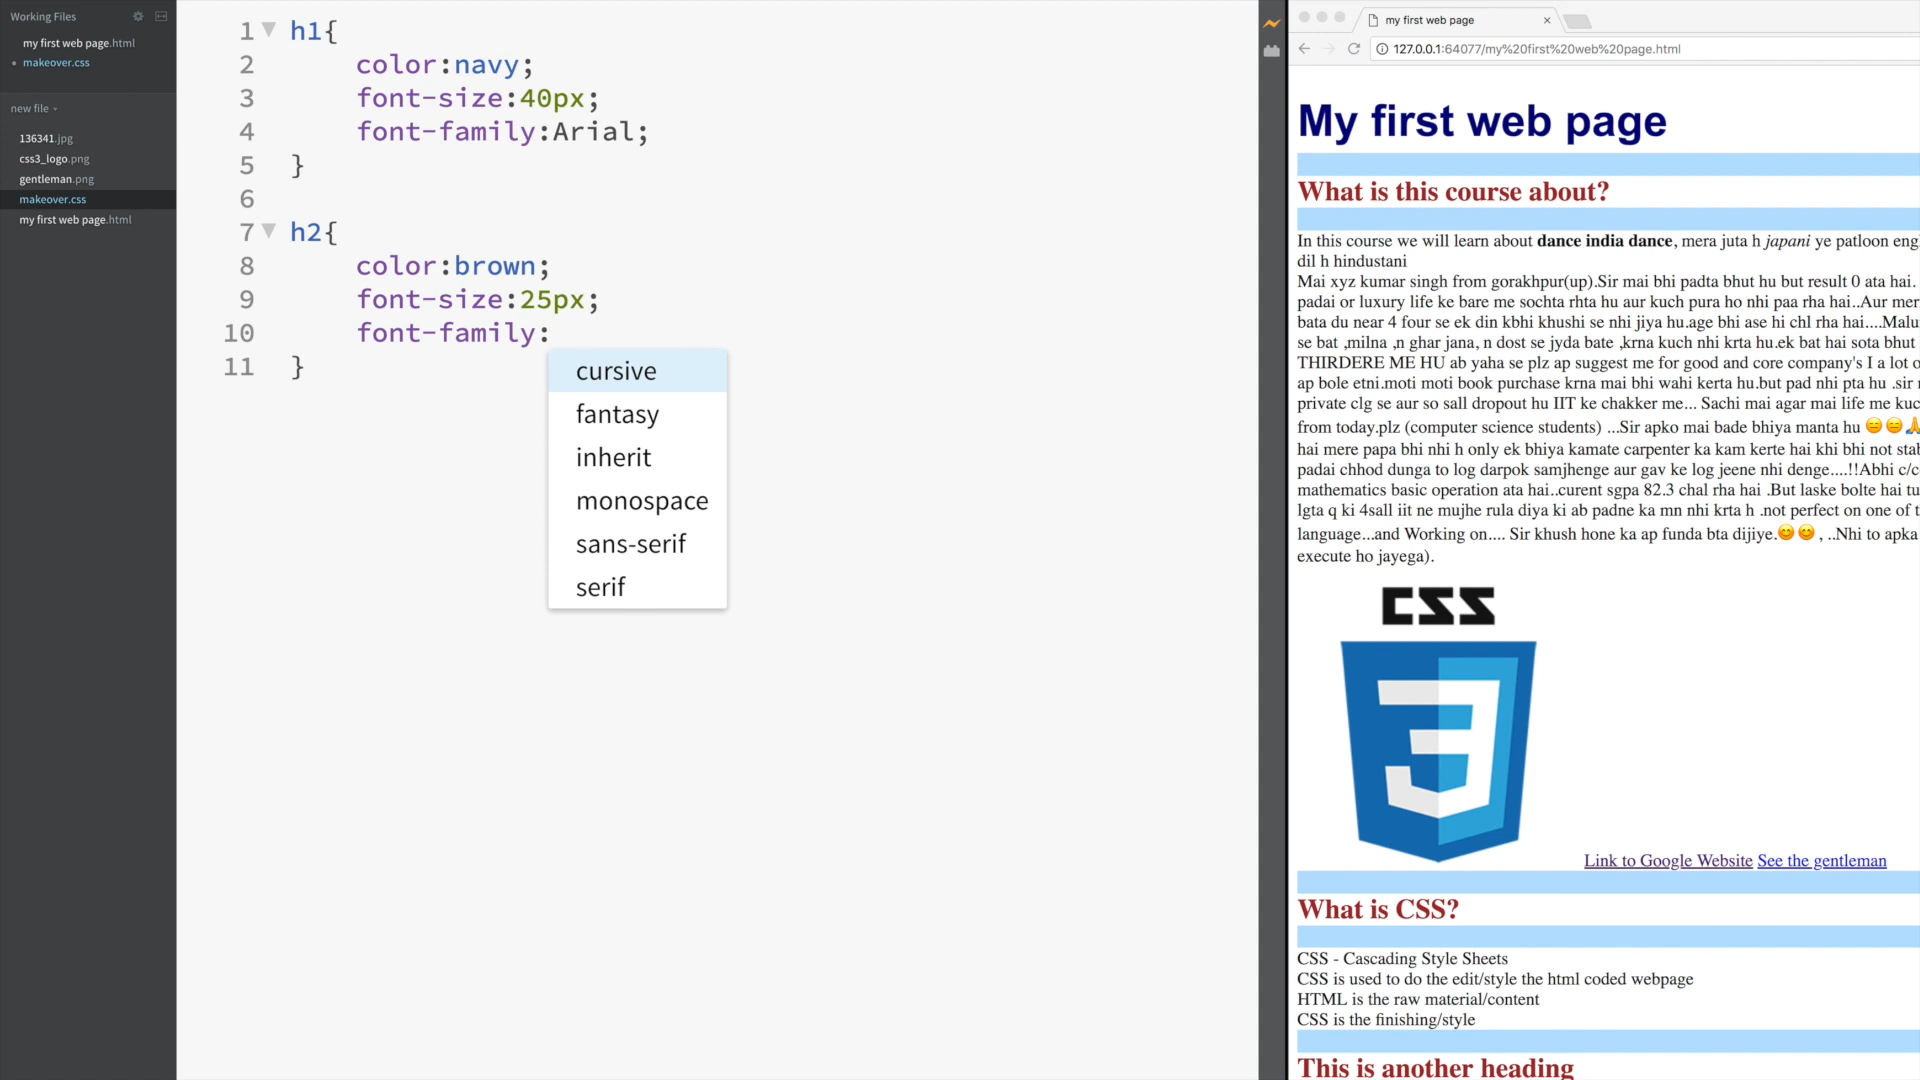 Working Files
my first web page.html
makeover.css
new file
136341.jpg
css3_logo.png
gentleman.png
makeover.css
my first web page.html
1 h1{
2 color:navy;
3 font-size:40px;
4 font-family:Arial;
5 }
6
7 h2{
8 color:brown;
9 font-size:25px;
10 font-family:
11 }
cursive
fantasy
inherit
monospace
sans-serif
serif
my first web page
127.0.0.1:64077/my%20first%20web%20page.html
My first web page
What is this course about?
In this course we will learn about dance india dance, mera juta h japani ye patloon eng
dil h hindustani
Mai xyz kumar singh from gorakhpur(up).Sir mai bhi padta bhut hu but result 0 ata hai.
padai or luxury life ke bare me sochta rhta hu aur kuch pura ho nhi paa rha hai..Aur mer
bata du near 4 four se ek din kbhi khushi se nhi jiya hu.age bhi ase hi chl rha hai....Malu
se bat ,milna ,n ghar jana, n dost se jyda bate ,krna kuch nhi krta hu.ek bat hai sota bhut
THIRDERE ME HU ab yaha se plz ap suggest me for good and core company's I a lot o
ap bole etni.moti moti book purchase krna mai bhi wahi kerta hu.but pad nhi pta hu .sir
private clg se aur so sall dropout hu IIT ke chakker me... Sachi mai agar mai life me kuc
from today.plz (computer science students) ...Sir apko mai bade bhiya manta hu 😑😑🙏
hai mere papa bhi nhi h only ek bhiya kamate carpenter ka kam kerte hai khi bhi not stab
padai chhod dunga to log darpok samjhenge aur gav ke log jeene nhi denge....!!Abhi c/c
mathematics basic operation ata hai..curent sgpa 82.3 chal rha hai .But laske bolte hai tu
lgta q ki 4sall iit ne mujhe rula diya ki ab padne ka mn nhi krta h .not perfect on one of t
language...and Working on.... Sir khush hone ka ap funda bta dijiye.😊😊 , ..Nhi to apka
execute ho jayega).
CSS
3
Link to Google Website See the gentleman
What is CSS?
CSS - Cascading Style Sheets
CSS is used to do the edit/style the html coded webpage
HTML is the raw material/content
CSS is the finishing/style
This is another heading